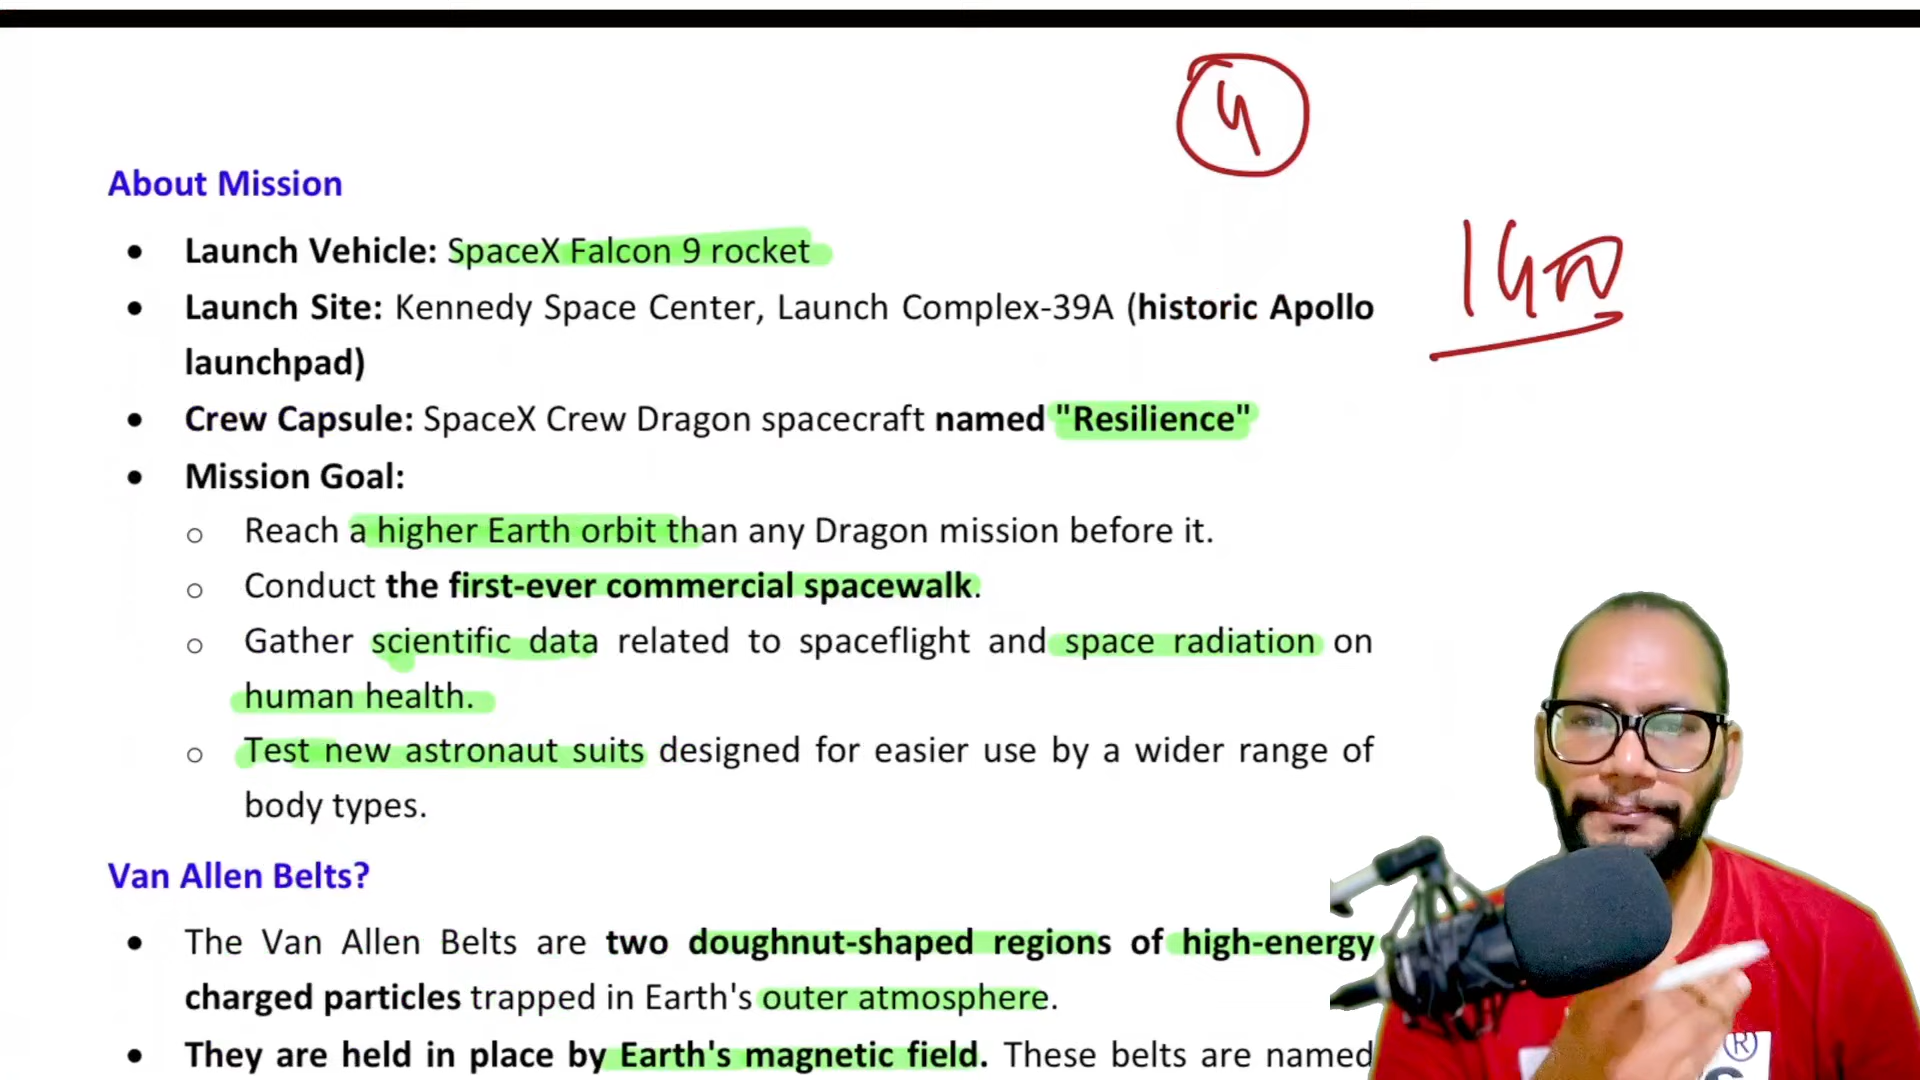 4
About Mission
1400
• Launch Vehicle: SpaceX Falcon 9 rocket
• Launch Site: Kennedy Space Center, Launch Complex-39A (historic Apollo
launchpad)
• Crew Capsule: SpaceX Crew Dragon spacecraft named "Resilience"
• Mission Goal:
o Reach a higher Earth orbit than any Dragon mission before it.
o Conduct the first-ever commercial spacewalk.
o Gather scientific data related to spaceflight and space radiation on
human health.
o Test new astronaut suits designed for easier use by a wider range of
body types.
Van Allen Belts?
• The Van Allen Belts are two doughnut-shaped regions of high-energy
charged particles trapped in Earth's outer atmosphere.
• They are held in place by Earth's magnetic field. These belts are named
®